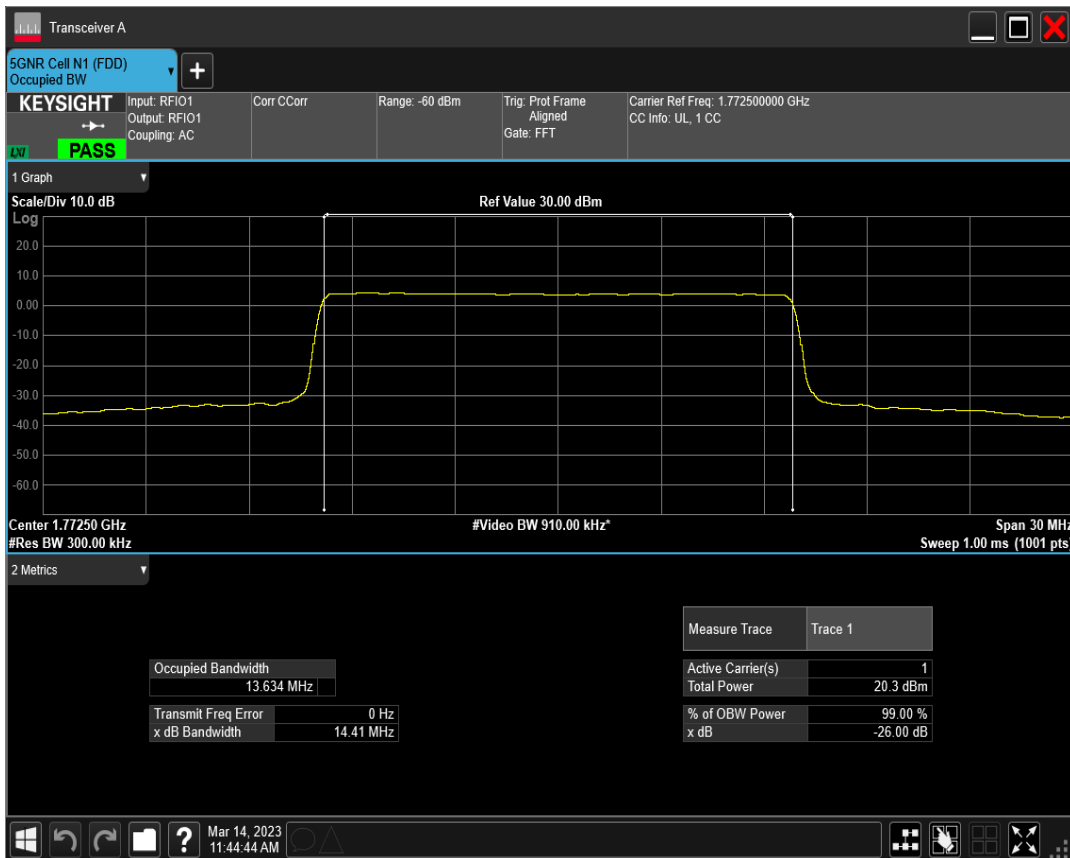 Transceiver A
5GNR Cell N1 (FDD)
Occupied BW
KEYSIGHT
LXI
PASS
Input: RFIO1
Output: RFIO1
Coupling: AC
Corr CCorr
Range: -60 dBm
Trig: Prot Frame
Aligned
Gate: FFT
Carrier Ref Freq: 1.772500000 GHz
CC Info: UL, 1 CC
1 Graph
Scale/Div 10.0 dB
Ref Value 30.00 dBm
Log
20.0
10.0
0.00
-10.0
-20.0
-30.0
-40.0
-50.0
-60.0
Center 1.77250 GHz
#Video BW 910.00 kHz*
Span 30 MHz
#Res BW 300.00 kHz
Sweep 1.00 ms (1001 pts)
2 Metrics
Measure Trace Trace 1
Occupied Bandwidth
13.634 MHz
Active Carrier(s) 1
Total Power 20.3 dBm
Transmit Freq Error 0 Hz
x dB Bandwidth 14.41 MHz
% of OBW Power 99.00 %
x dB -26.00 dB
?
Mar 14, 2023
11:44:44 AM